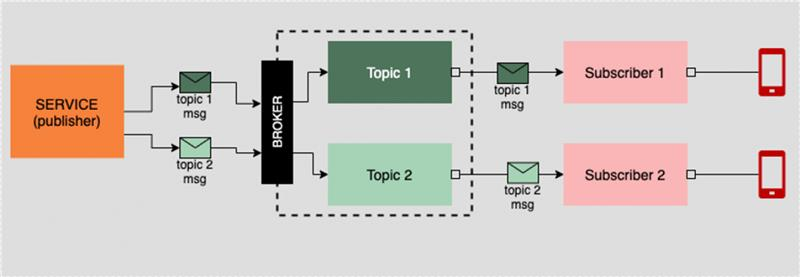 SERVICE
(publisher)
topic 1
msg
topic 2
msg
BROKER
Topic 1
Topic 2
topic 1
msg
topic 2
msg
Subscriber 1
Subscriber 2